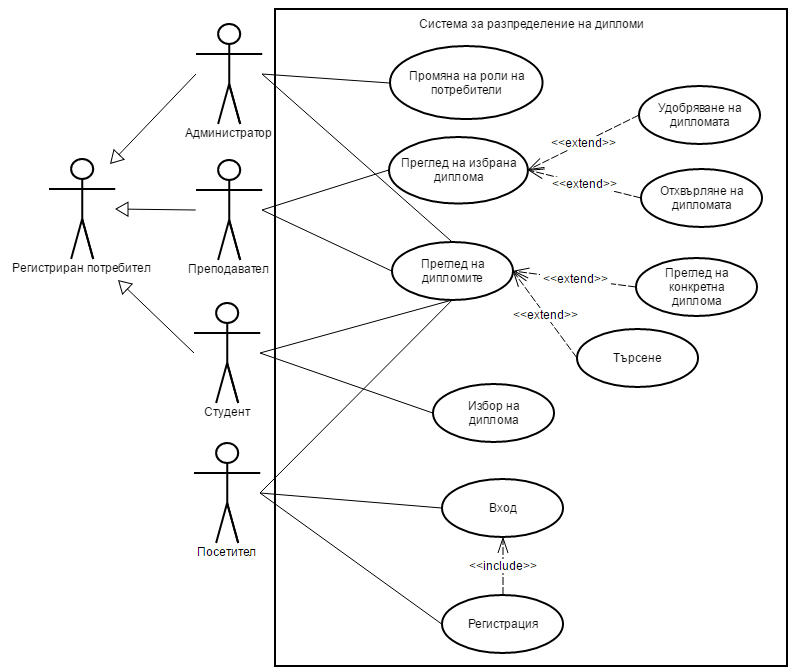 Система за разпределение на дипломи
Администратор
Промяна на роли на
потребители
Удобряване на
дипломата
<<extend>>
Преглед на избрана
диплома
<<extend>>
Отхвърляне на
дипломата
Регистриран потребител
Преподавател
Преглед на
дипломите
<<extend>>
Преглед на
конкретна
диплома
<<extend>>
Търсене
Студент
Избор на
диплома
Посетител
Вход
<<include>>
Регистрация